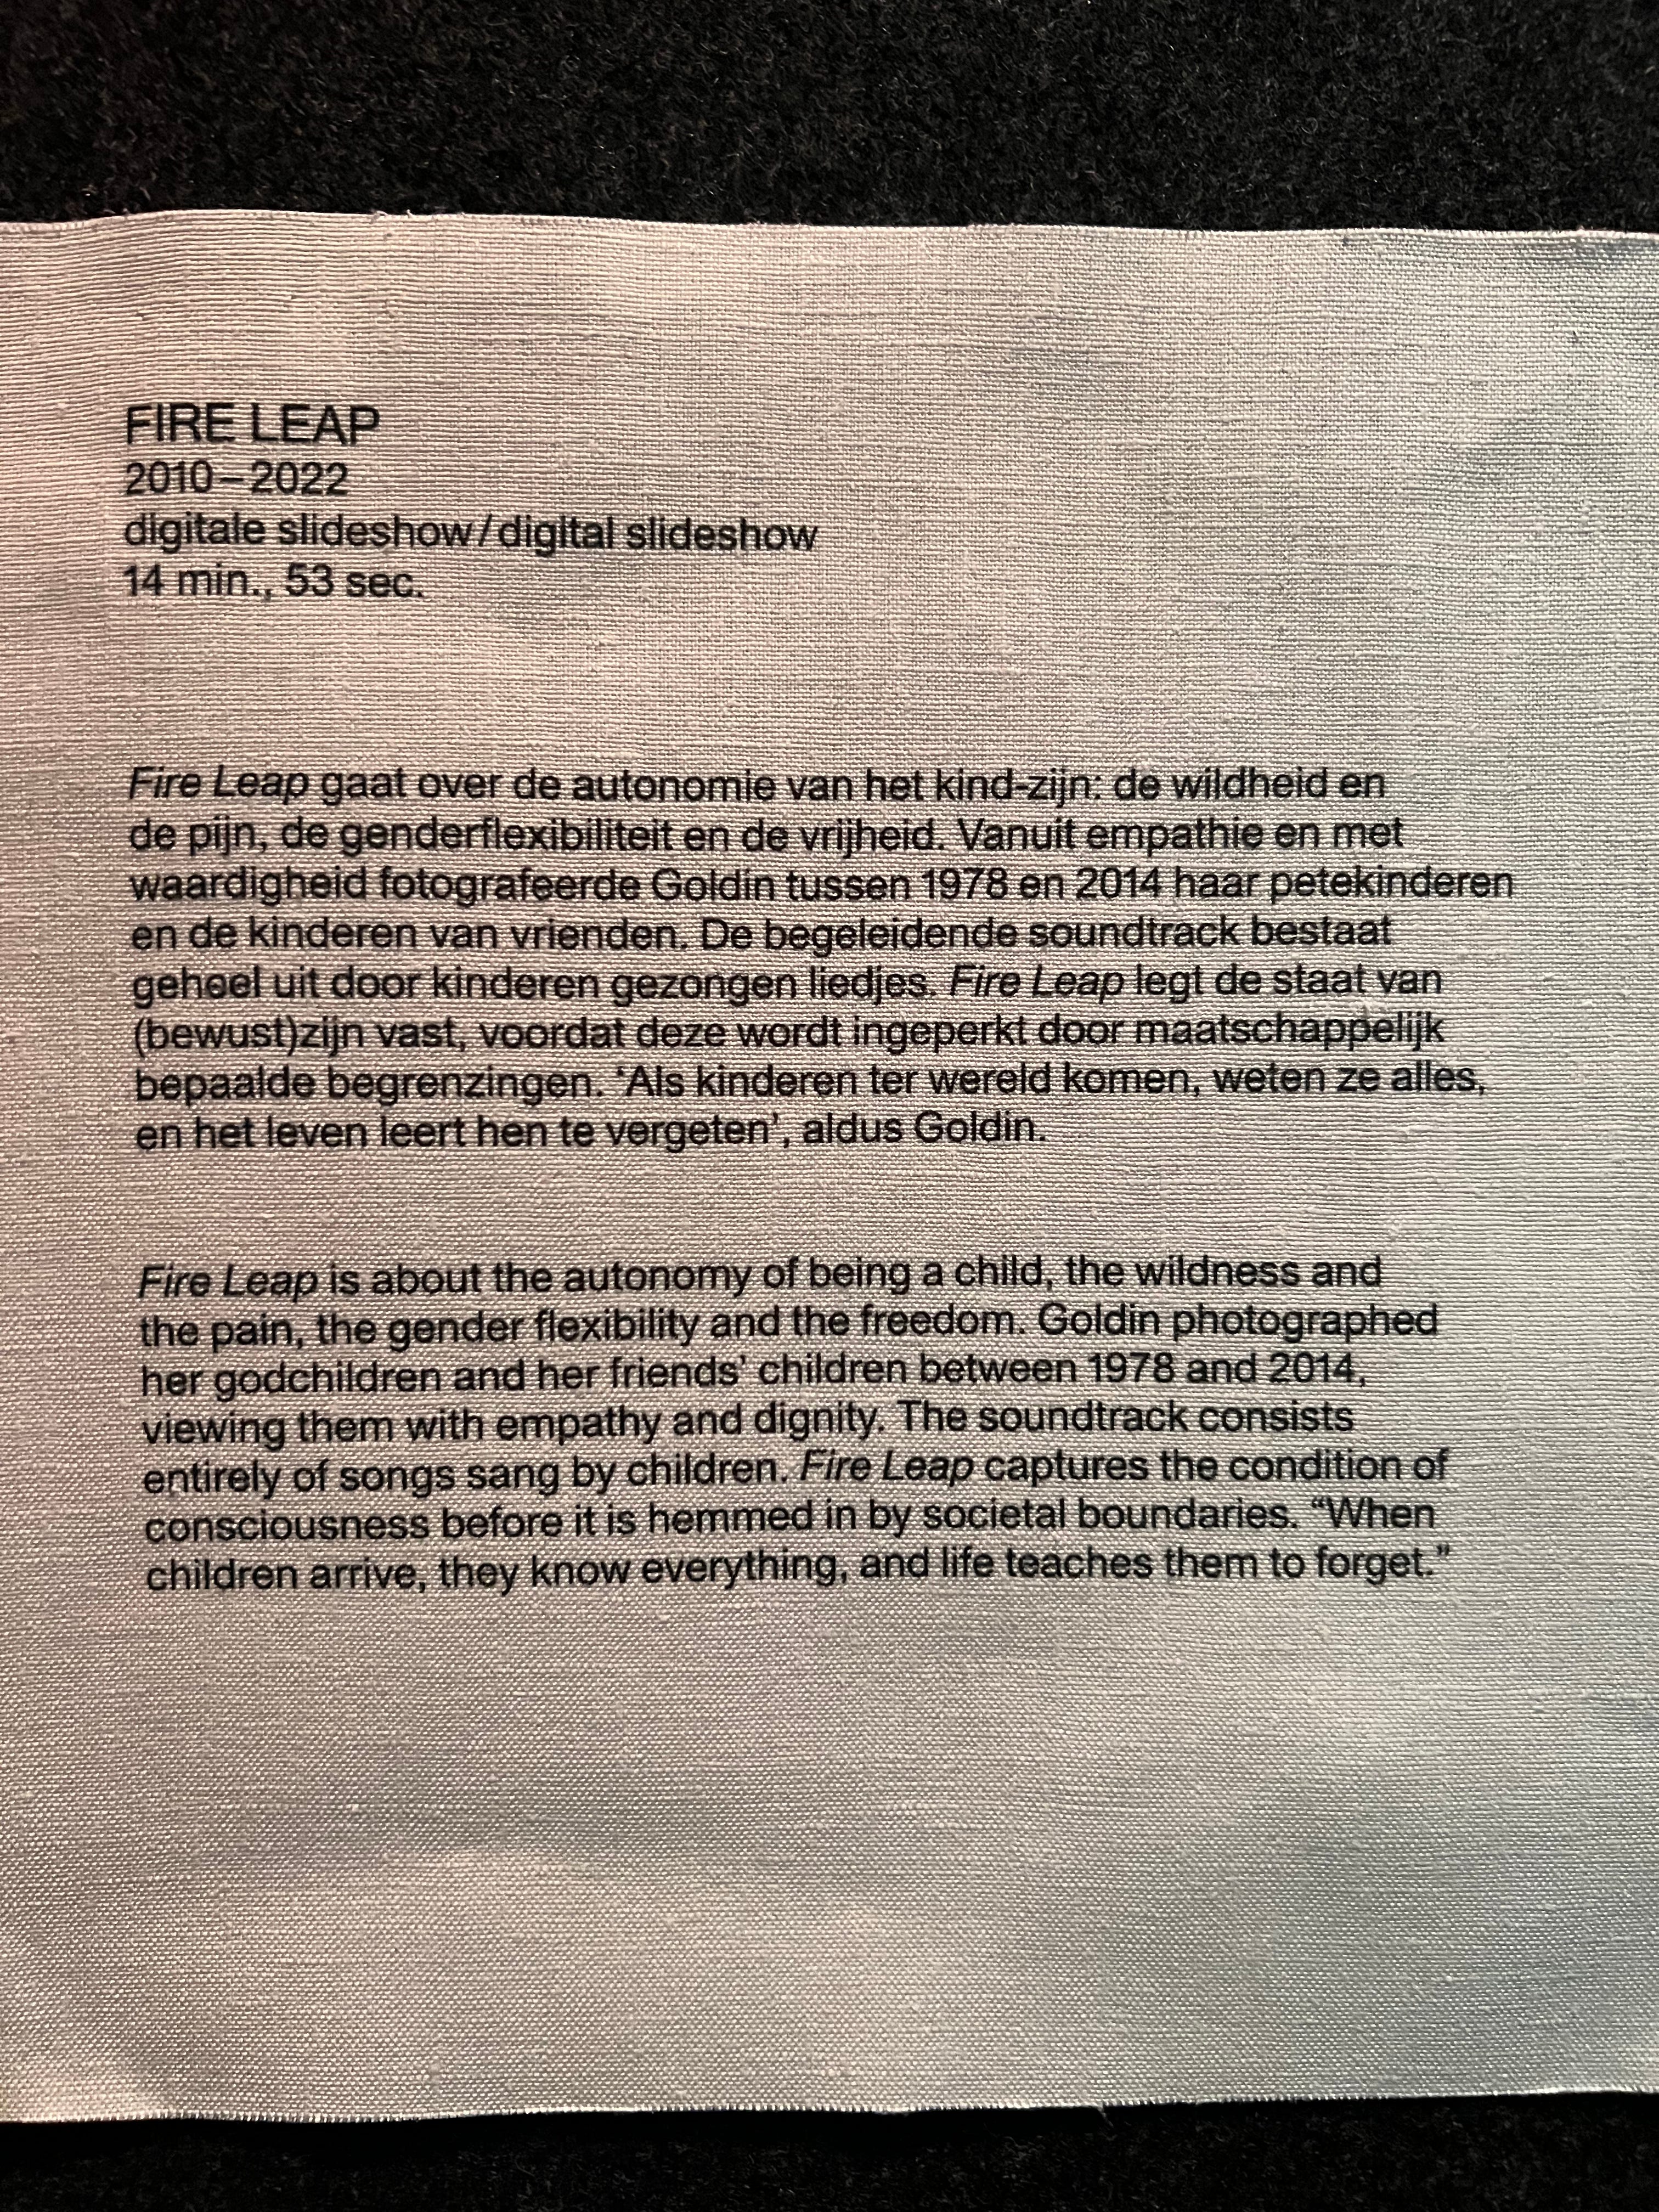 FIRE LEAP
2010–2022
digitale slideshow/digital slideshow
14 min., 53 sec.
Fire Leap gaat over de autonomie van het kind-zijn: de wildheid en
de pijn, de genderflexibiliteit en de vrijheid. Vanuit empathie en met
waardigheid fotografeerde Goldin tussen 1978 en 2014 haar petekinderen
en de kinderen van vrienden. De begeleidende soundtrack bestaat
geheel uit door kinderen gezongen liedjes. Fire Leap legt de staat van
(bewust)zijn vast, voordat deze wordt ingeperkt door maatschappelijk
bepaalde begrenzingen. ‘Als kinderen ter wereld komen, weten ze alles,
en het leven leert hen te vergeten’, aldus Goldin.
Fire Leap is about the autonomy of being a child, the wildness and
the pain, the gender flexibility and the freedom. Goldin photographed
her godchildren and her friends’ children between 1978 and 2014,
viewing them with empathy and dignity. The soundtrack consists
entirely of songs sang by children. Fire Leap captures the condition of
consciousness before it is hemmed in by societal boundaries. “When
children arrive, they know everything, and life teaches them to forget.”